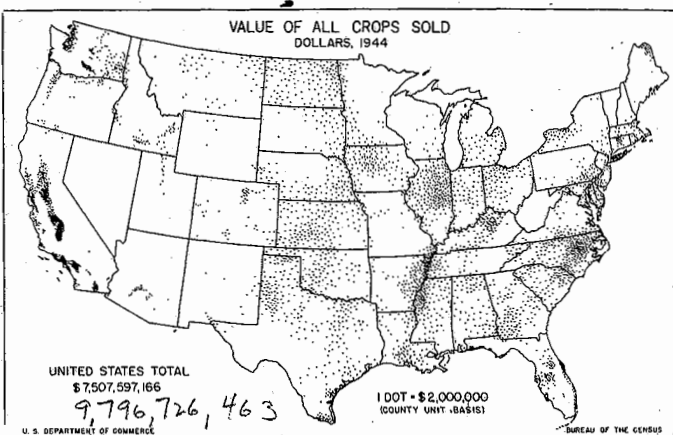 VALUE OF ALL CROPS SOLD
DOLLARS, 1944
UNITED STATES TOTAL
$7,507,597,166
9,796,726,463
1 DOT = $2,000,000
(COUNTY UNIT BASIS)
U. S. DEPARTMENT OF COMMERCE
BUREAU OF THE CENSUS